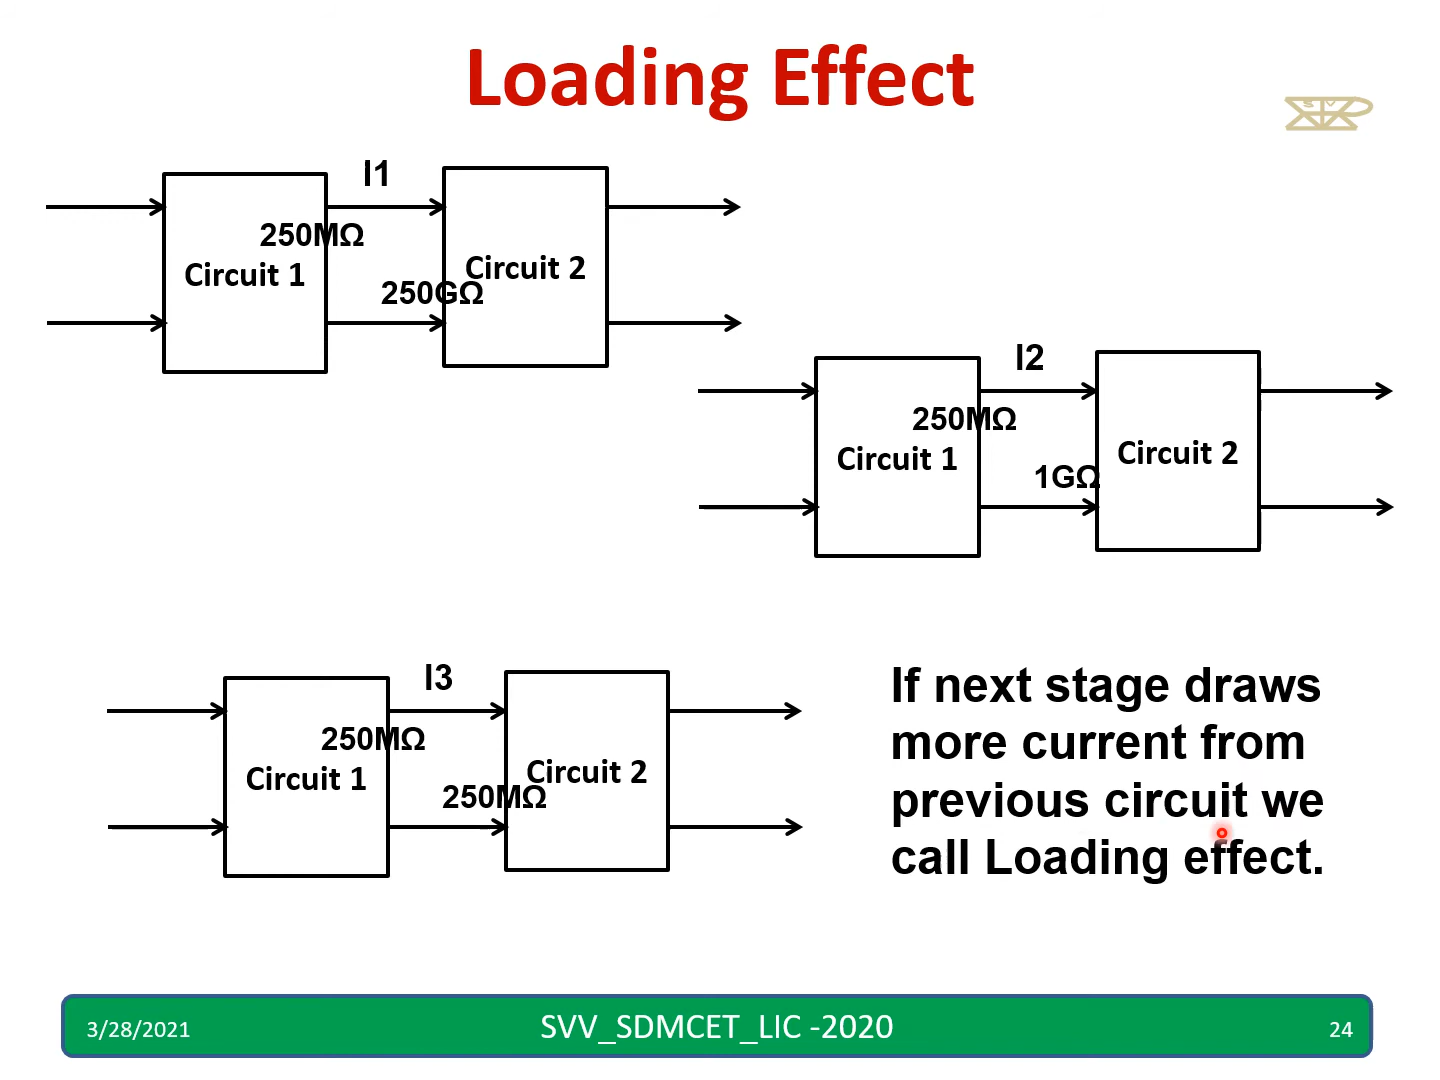 Loading Effect
I1
250MΩ
Circuit 1
Circuit 2
250GΩ
I2
250MΩ
Circuit 1
Circuit 2
1GΩ
I3
250MΩ
Circuit 1
Circuit 2
250MΩ
If next stage draws
more current from
previous circuit we
call Loading effect.
3/28/2021
SVV_SDMCET_LIC -2020
24